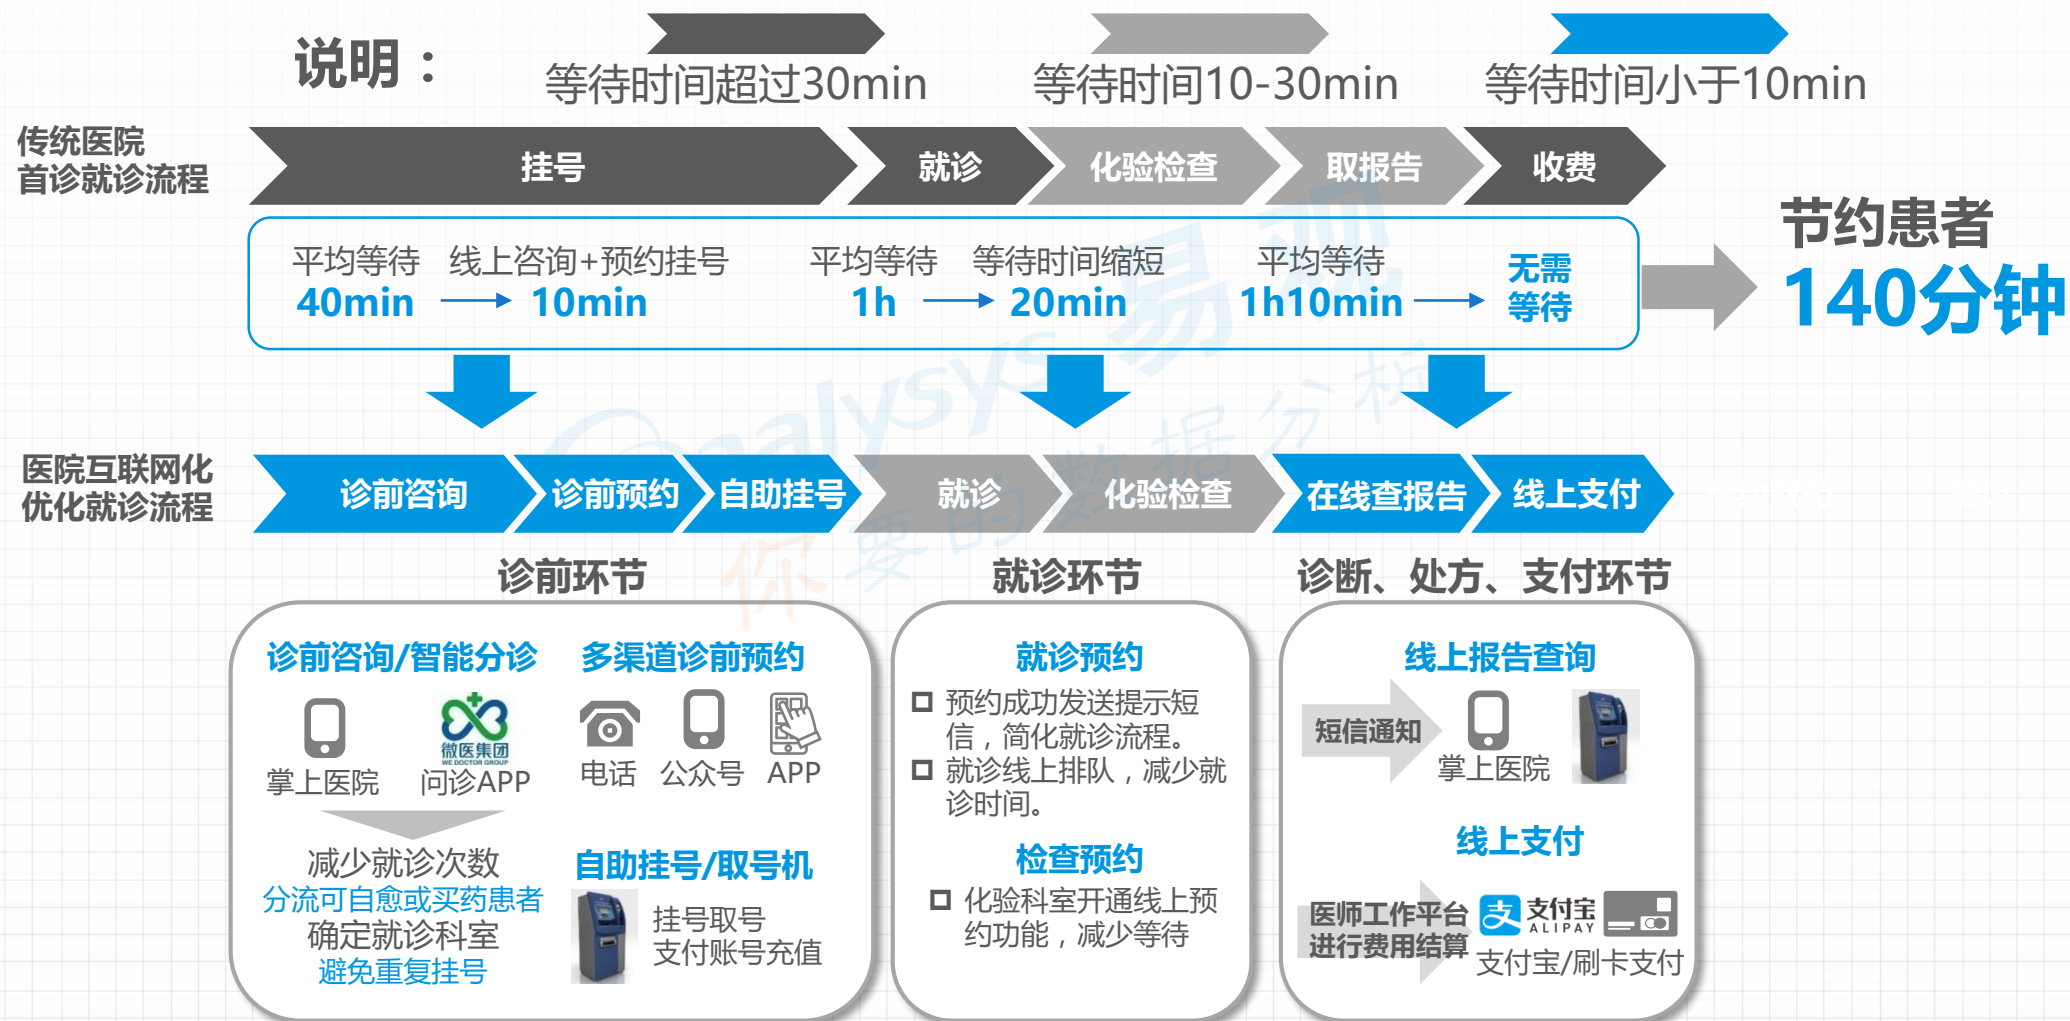 说明：
等待时间超过30min
等待时间10-30min
等待时间小于10min
传统医院
首诊就诊流程
挂号
就诊
化验检查
取报告
收费
平均等待
40min
线上咨询+预约挂号
10min
平均等待
1h
等待时间缩短
20min
平均等待
1h10min
无需
等待
节约患者
140分钟
医院互联网化
优化就诊流程
诊前咨询
诊前预约
自助挂号
就诊
化验检查
在线查报告
线上支付
诊前环节
就诊环节
诊断、处方、支付环节
诊前咨询/智能分诊
微医集团
WE DOCTOR GROUP
掌上医院
问诊APP
减少就诊次数
分流可自愈或买药患者
确定就诊科室
避免重复挂号
多渠道诊前预约
电话
公众号
APP
自助挂号/取号机
挂号取号
支付账号充值
就诊预约
预约成功发送提示短
信，简化就诊流程。
就诊线上排队，减少就
诊时间。
检查预约
化验科室开通线上预
约功能，减少等待
线上报告查询
短信通知
掌上医院
线上支付
医师工作平台
进行费用结算
支 支付宝
ALIPAY
支付宝/刷卡支付
analysys 易观
你要的数据分析